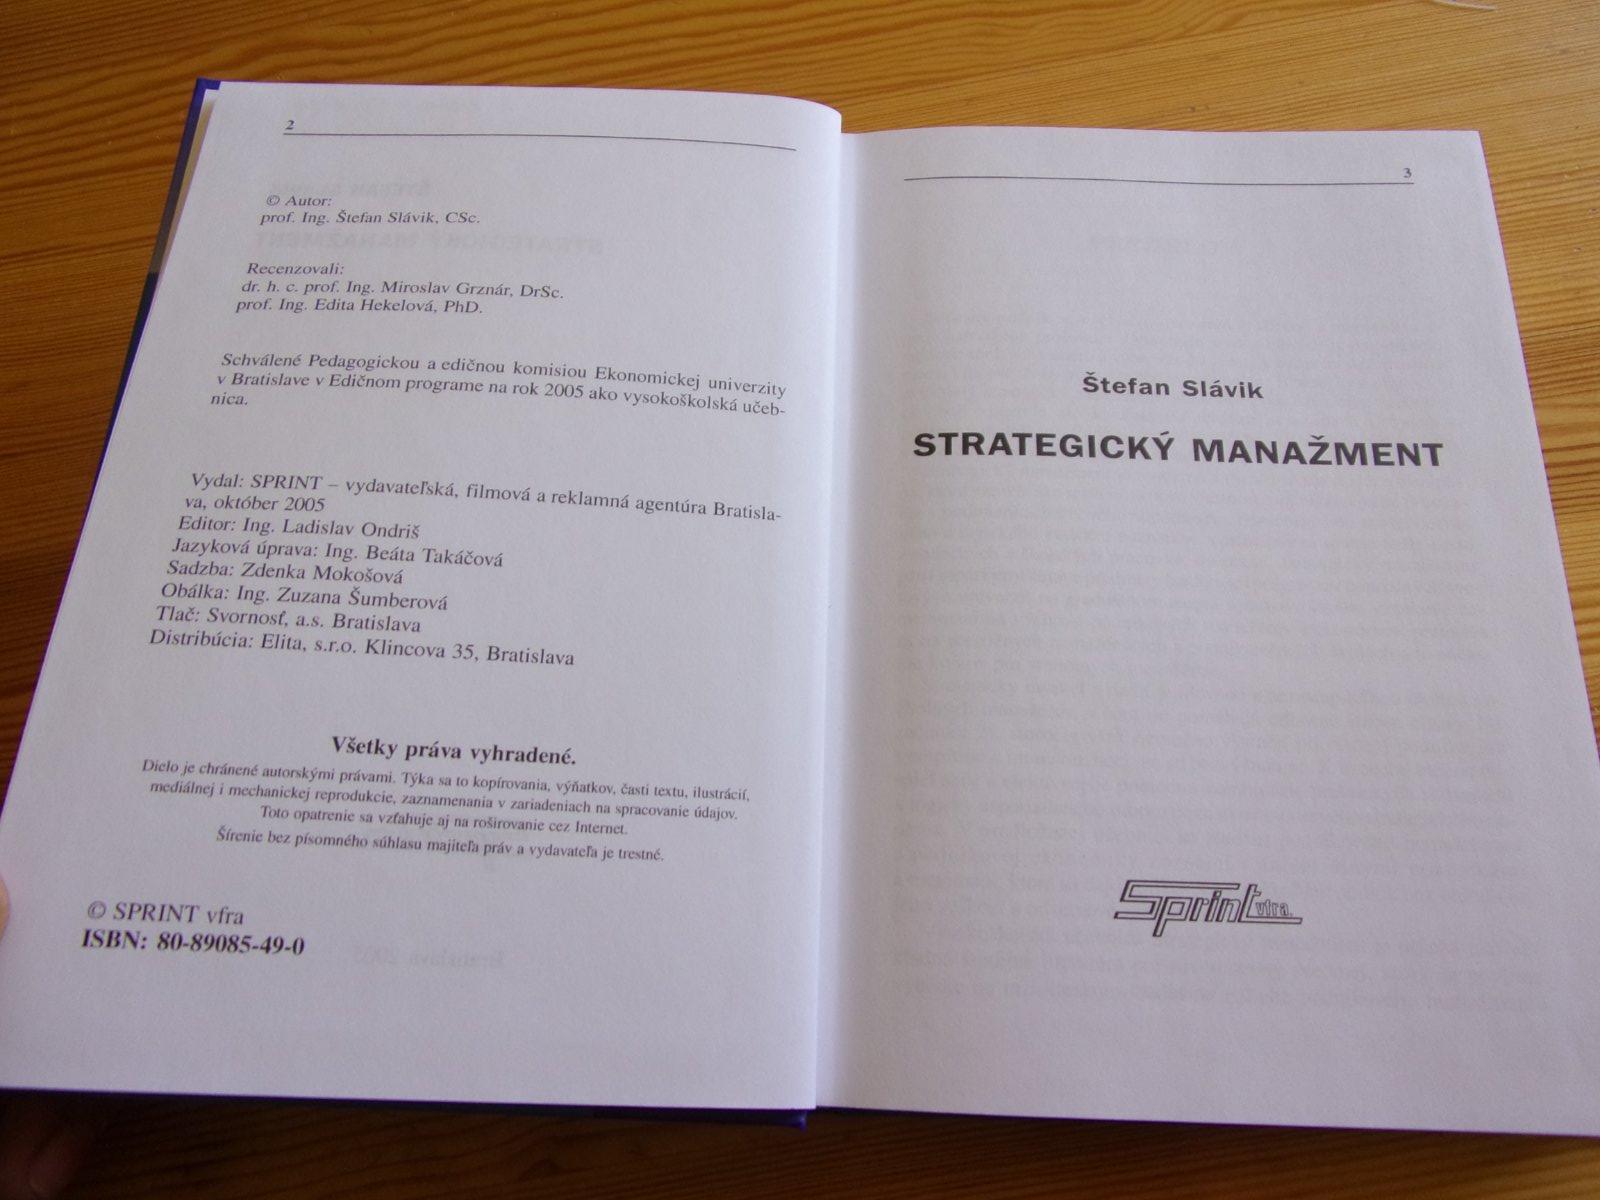 2
© Autor:
prof. Ing. Štefan Slávik, CSc.
Recenzovali:
dr. h. c. prof. Ing. Miroslav Grznár, DrSc.
prof. Ing. Edita Hekelová, PhD.
Schválené Pedagogickou a edičnou komisiou Ekonomickej univerzity
v Bratislave v Edičnom programe na rok 2005 ako vysokoškolská učeb-
nica.
Vydal: SPRINT – vydavateľská, filmová a reklamná agentúra Bratisla-
va, október 2005
Editor: Ing. Ladislav Ondriš
Jazyková úprava: Ing. Beáta Takáčová
Sadzba: Zdenka Mokošová
Obálka: Ing. Zuzana Šumberová
Tlač: Svornosť, a.s. Bratislava
Distribúcia: Elita, s.r.o. Klincova 35, Bratislava
Všetky práva vyhradené.
Dielo je chránené autorskými právami. Týka sa to kopírovania, výňatkov, častí textu, ilustrácií,
mediálnej i mechanickej reprodukcie, zaznamenania v zariadeniach na spracovanie údajov.
Toto opatrenie sa vzťahuje aj na roširovanie cez Internet.
Šírenie bez písomného súhlasu majiteľa práv a vydavateľa je trestné.
© SPRINT vfra
ISBN: 80-89085-49-0
3
Štefan Slávik
STRATEGICKÝ MANAŽMENT
Sprint vfra.